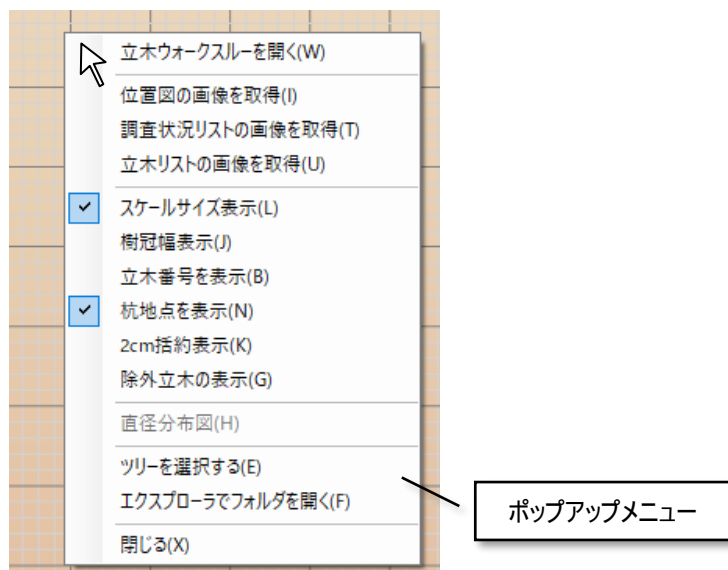 立木ウォークスルーを開く(W)
位置図の画像を取得(I)
調査状況リストの画像を取得(T)
立木リストの画像を取得(U)
スケールサイズ表示(L)
樹冠幅表示(J)
立木番号を表示(B)
杭地点を表示(N)
2cm括約表示(K)
除外立木の表示(G)
直径分布図(H)
ツリーを選択する(E)
エクスプローラでフォルダを開く(F)
ポップアップメニュー
閉じる(X)